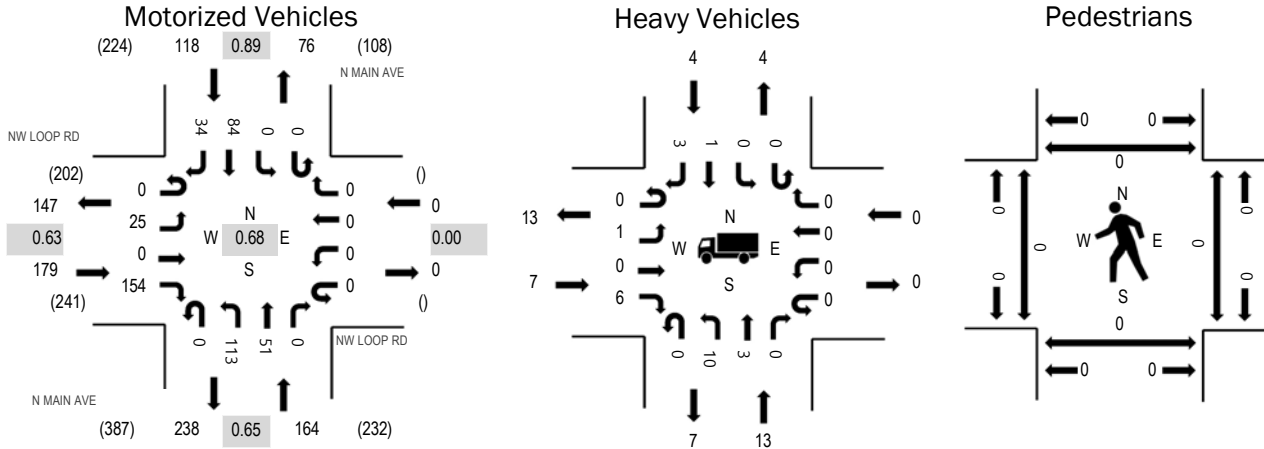 Motorized Vehicles
(224) 118 0.89 76 (108)
N MAIN AVE
34 84 0 0
NW LOOP RD
(202)
147
0.63
179
(241)
0
25
0
154
N
W 0.68 E
S
0
0
0
0
()
0
0.00
0
()
0 113 51 0
NW LOOP RD
N MAIN AVE
(387) 238 0.65 164 (232)
Heavy Vehicles
4 4
3 1 0 0
13
7
0
1
0
6
N
W E
S
0
0
0
0
0
0
0 10 3 0
7 13
Pedestrians
0 0
0
0
0
0
N
W E
S
0
0
0
0
0 0